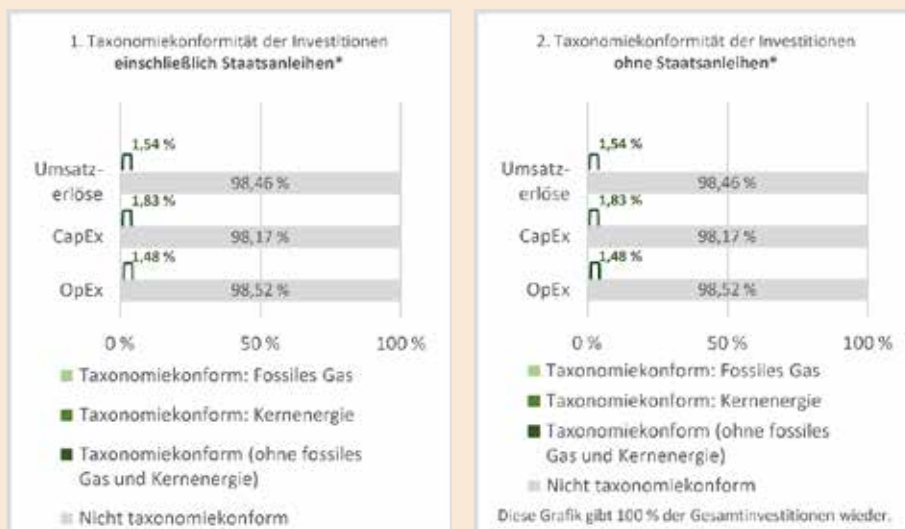 1. Taxonomiekonformität der Investitionen
einschließlich Staatsanleihen*
1,54 %
Umsatz-
erlöse
98,46 %
1,83 %
CapEx
98,17 %
1,48 %
OpEx
98,52 %
0 % 50 % 100 %
Taxonomiekonform: Fossiles Gas
Taxonomiekonform: Kernenergie
Taxonomiekonform (ohne fossiles
Gas und Kernenergie)
Nicht taxonomiekonform
2. Taxonomiekonformität der Investitionen
ohne Staatsanleihen*
1,54 %
Umsatz-
erlöse
98,46 %
1,83 %
CapEx
98,17 %
1,48 %
OpEx
98,52 %
0 % 50 % 100 %
Taxonomiekonform: Fossiles Gas
Taxonomiekonform: Kernenergie
Taxonomiekonform (ohne fossiles
Gas und Kernenergie)
Nicht taxonomiekonform
Diese Grafik gibt 100 % der Gesamtinvestitionen wieder.